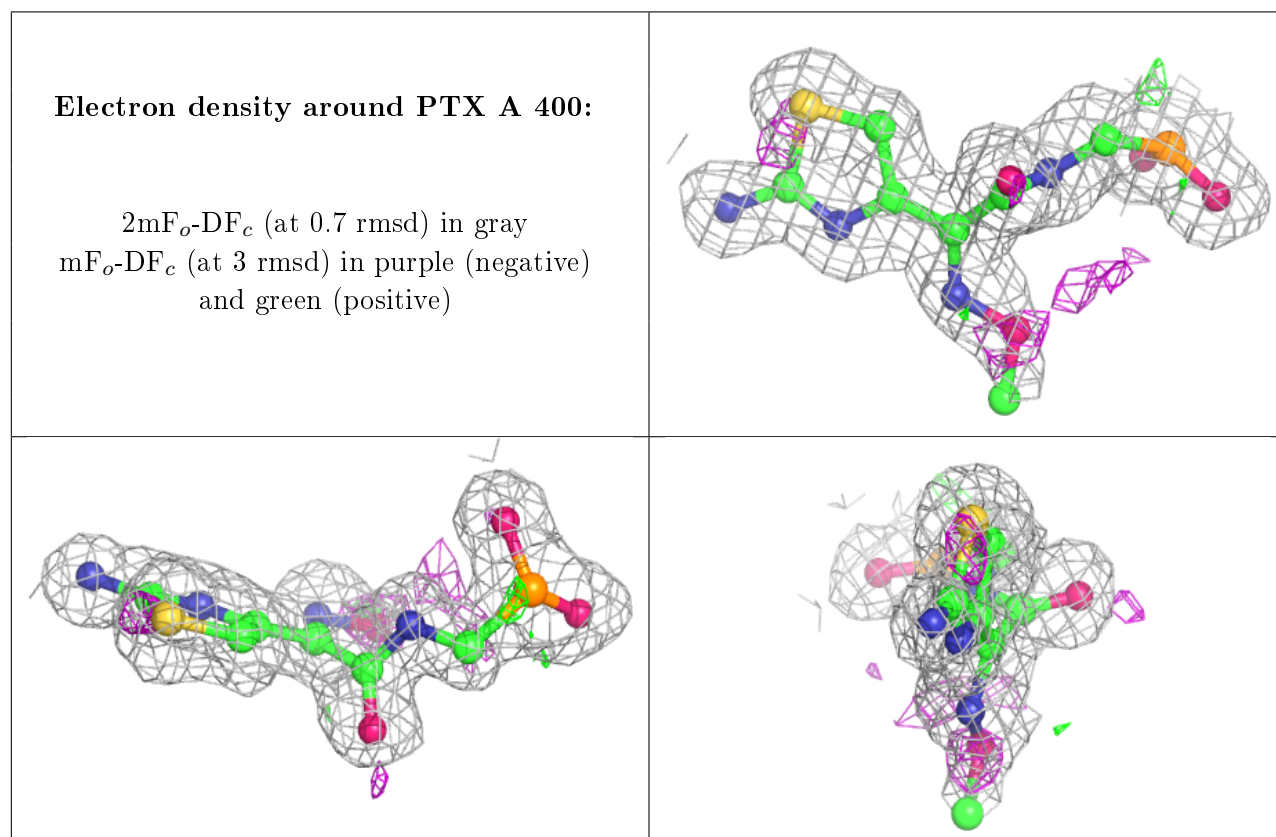 Electron density around PTX A 400:
2mFo-DFc (at 0.7 rmsd) in gray
mFo-DFc (at 3 rmsd) in purple (negative)
and green (positive)